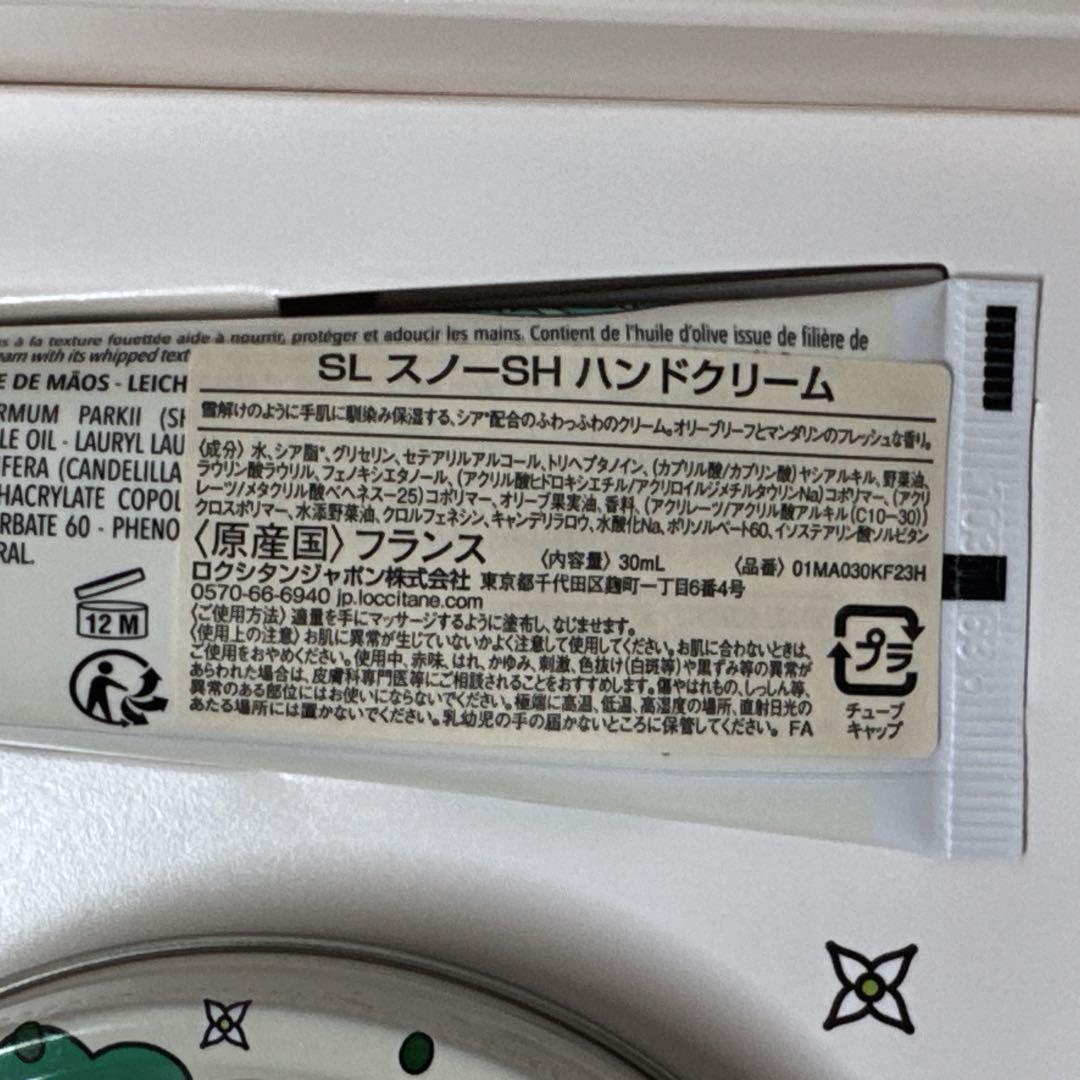 à la texture fouettée aide à nourrir, protéger et adoucir les mains. Contient de l'huile d'olive issue de filière de
eam with its whipped text
E DE MÃOS - LEICH
RMUM PARKII (SH
LE OIL - LAURYL LAU
IFERA (CANDELILLA
HACRYLATE COPOL
RBATE 60 - PHENO
RAL.
12 M
SL スノーSH ハンドクリーム
雪解けのように手肌に馴染み保湿する、シア*配合のふわっふわのクリーム。オリーブリーフとマンダリンのフレッシュな香り。
〈成分〉水、シア脂*、グリセリン、セテアリルアルコール、トリヘプタノイン、(カプリル酸/カプリン酸)ヤシアルキル、野菜油、
ラウリン酸ラウリル、フェノキシエタノール、(アクリル酸ヒドロキシエチル/アクリロイルジメチルタウリンNa)コポリマー、(アクリ
レーツ/メタクリル酸ベヘネス-25)コポリマー、オリーブ果実油、香料、(アクリレーツ/アクリル酸アルキル(C10-30))
クロスポリマー、水添野菜油、クロルフェネシン、キャンデリラロウ、水酸化Na、ポリソルベート60、イソステアリン酸ソルビタン
〈原産国〉フランス 〈内容量〉30mL 〈品番〉01MA030KF23H
ロクシタンジャポン株式会社 東京都千代田区麹町一丁目6番4号
0570-66-6940 jp.loccitane.com
〈ご使用方法〉適量を手にマッサージするように塗布し、なじませます。
〈使用上の注意〉お肌に異常が生じていないかよく注意して使用してください。お肌に合わないときは、
ご使用をおやめください。使用中、赤味、はれ、かゆみ、刺激、色抜け(白斑等)や黒ずみ等の異常が
あらわれた場合は、皮膚科専門医等にご相談されることをおすすめします。傷やはれもの、しっしん等、
異常のある部位にはお使いにならないでください。極端に高温、低温、高湿度の場所、直射日光の
あたる場所には置かないでください。乳幼児の手の届かないところに保管してください。 FA
プラ
チューブ
キャップ